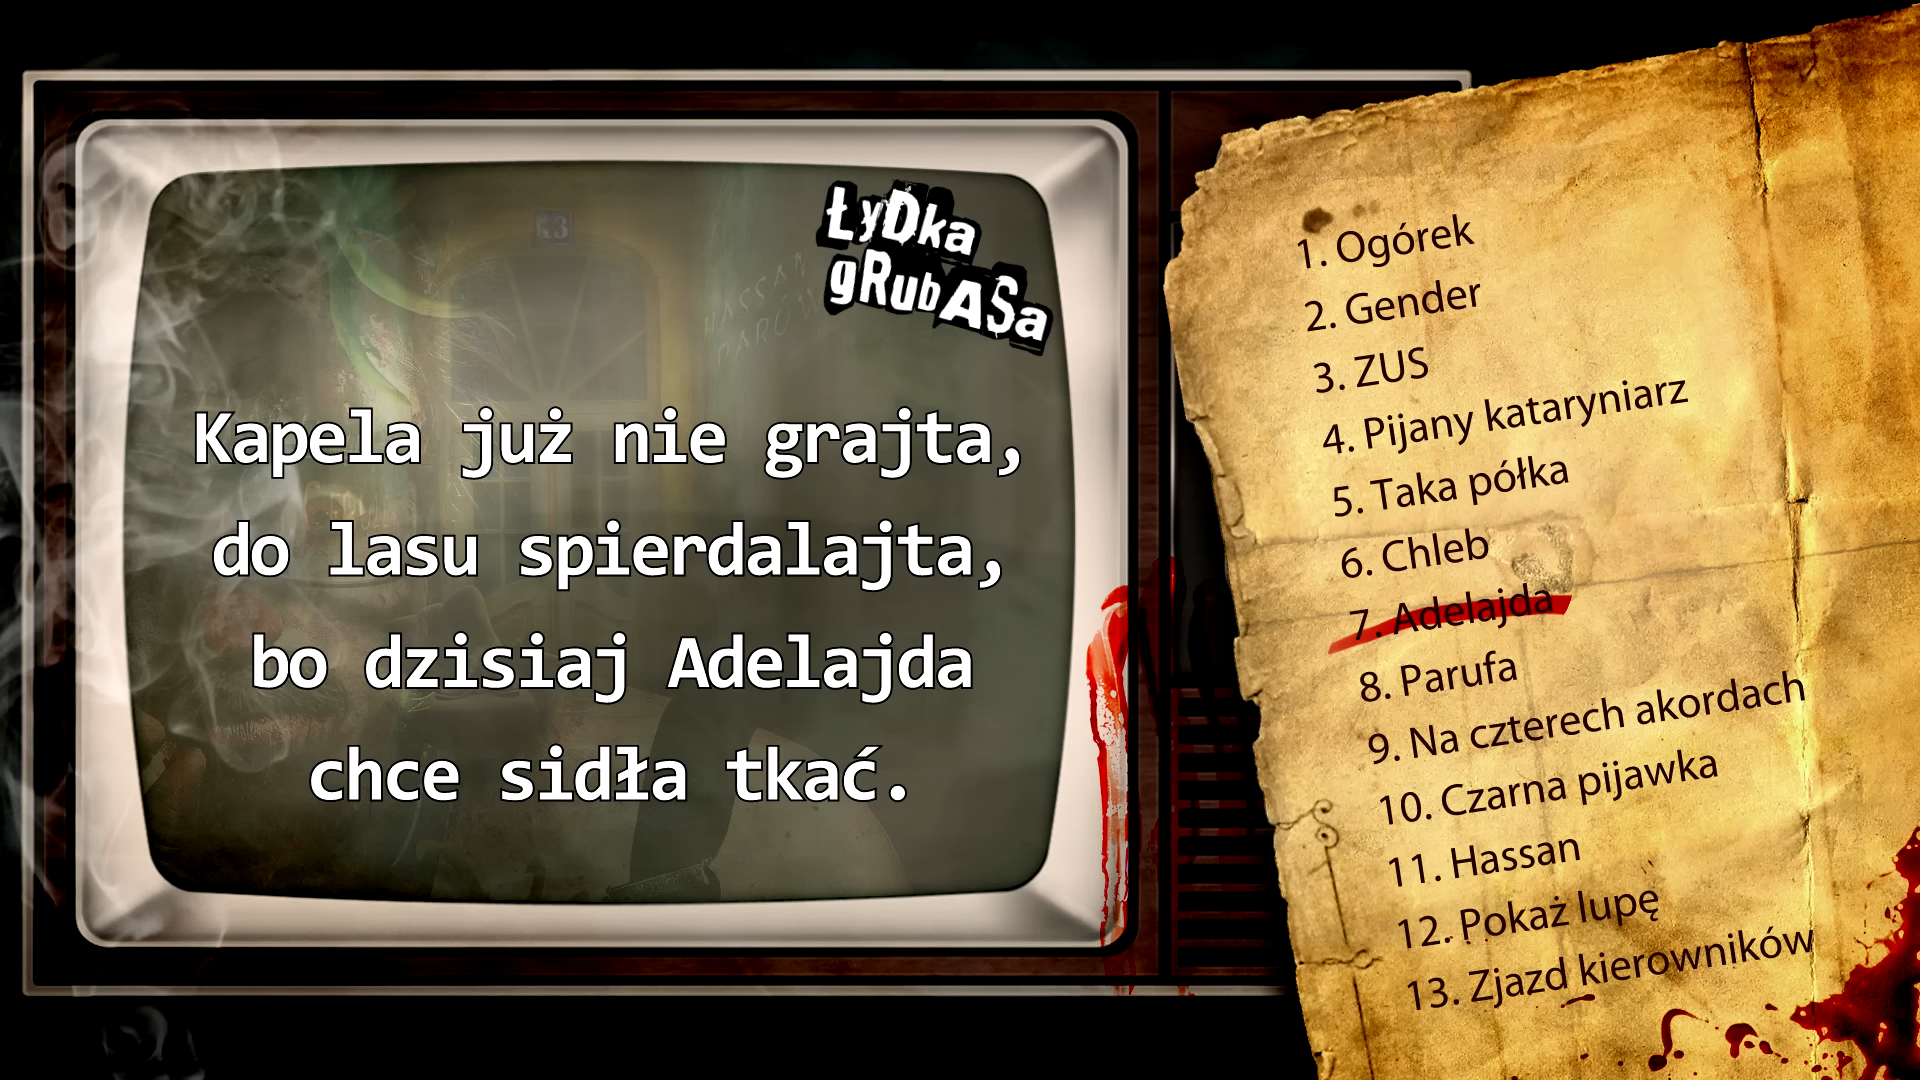 43
ŁyDka
gRubASa
HASSAN
Kapela już nie grajta,
do lasu spierdalajta,
bo dzisiaj Adelajda
chce sidła tkać.
1. Ogórek
2. Gender
3. ZUS
4. Pijany kataryniarz
5. Taka półka
6. Chleb
7. Adelajda
8. Parufa
9. Na czterech akordach
10. Czarna pijawka
11. Hassan
12. Pokaż lupę
13. Zjazd kierowników